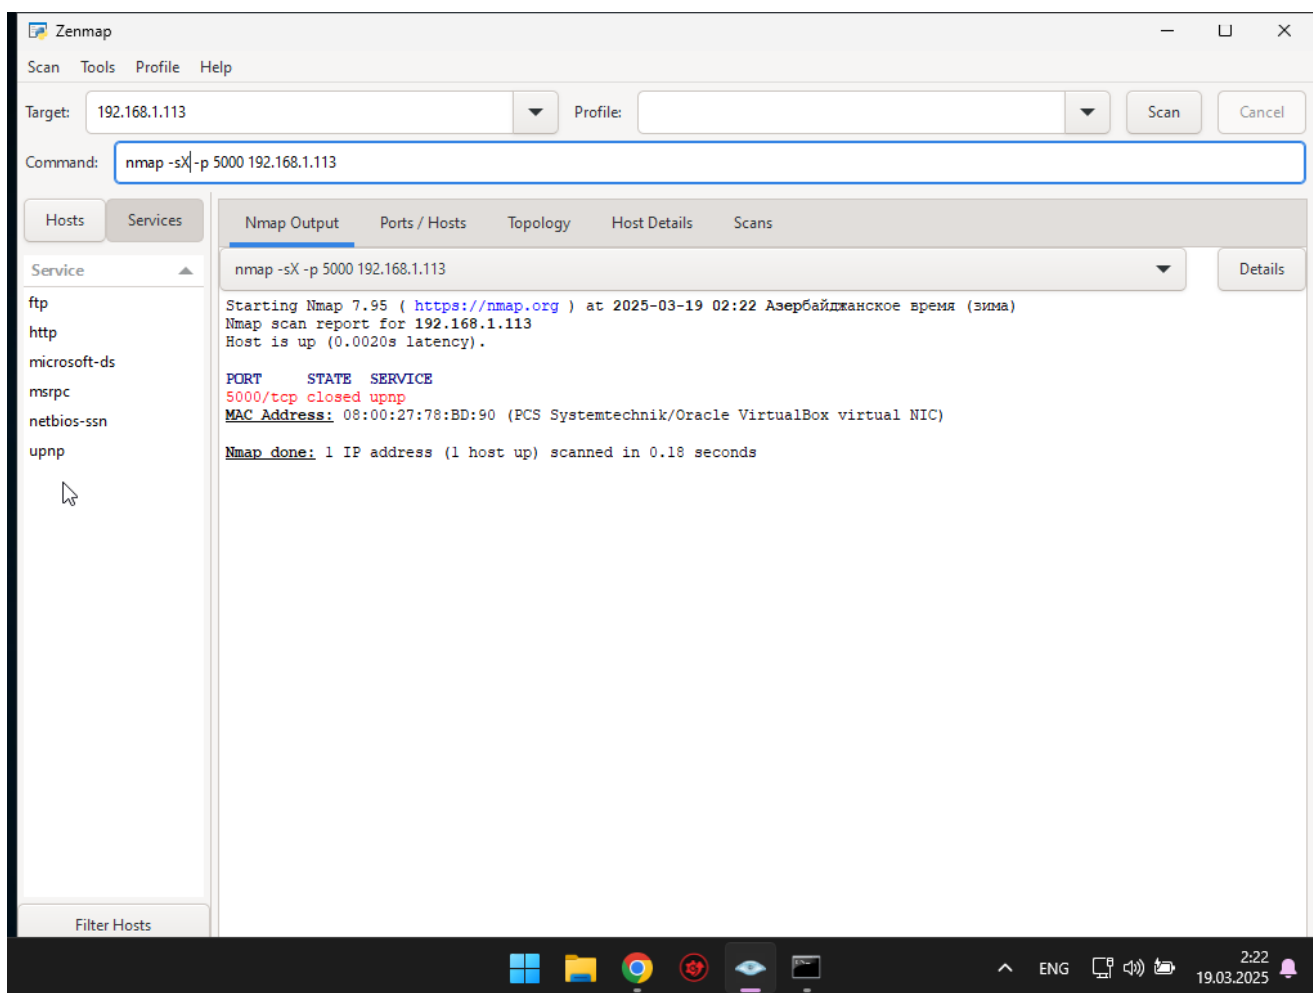 Zenmap
Scan Tools Profile Help
Target: 192.168.1.113 Profile: Scan Cancel
Command: nmap -sX -p 5000 192.168.1.113
Hosts Services
Nmap Output Ports / Hosts Topology Host Details Scans
Service
nmap -sX -p 5000 192.168.1.113 Details
ftp
http
microsoft-ds
msrpc
netbios-ssn
upnp
Starting Nmap 7.95 ( https://nmap.org ) at 2025-03-19 02:22 Азербайджанское время (зима)
Nmap scan report for 192.168.1.113
Host is up (0.0020s latency).
PORT STATE SERVICE
5000/tcp closed upnp
MAC Address: 08:00:27:78:BD:90 (PCS Systemtechnik/Oracle VirtualBox virtual NIC)
Nmap done: 1 IP address (1 host up) scanned in 0.18 seconds
Filter Hosts
ENG
2:22
19.03.2025